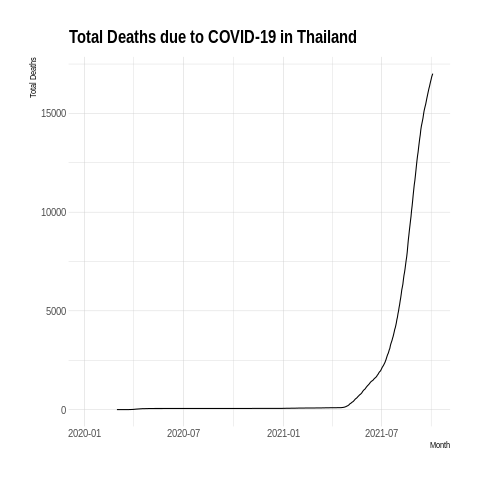 Total Deaths due to COVID-19 in Thailand
Total Deaths
15000
10000
5000
0
2020-01 2020-07 2021-01 2021-07
Month